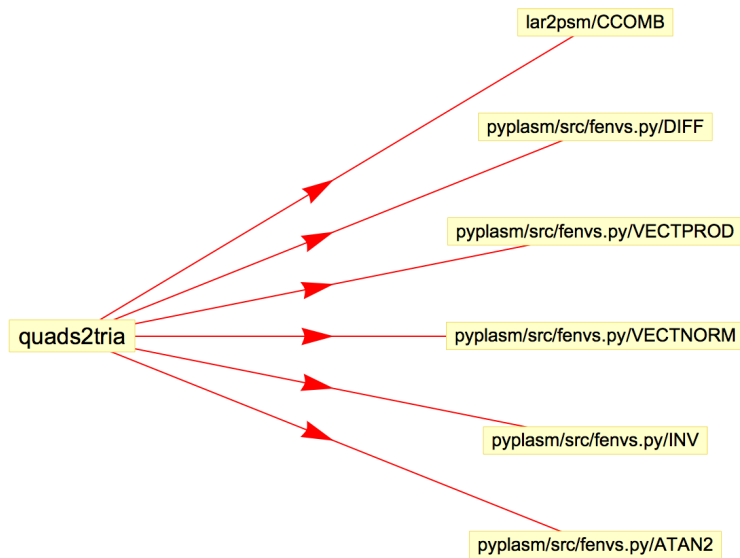 lar2psm/CCOMB
pyplasm/src/fenvs.py/DIFF
pyplasm/src/fenvs.py/VECTPROD
quads2tria
pyplasm/src/fenvs.py/VECTNORM
pyplasm/src/fenvs.py/INV
pyplasm/src/fenvs.py/ATAN2